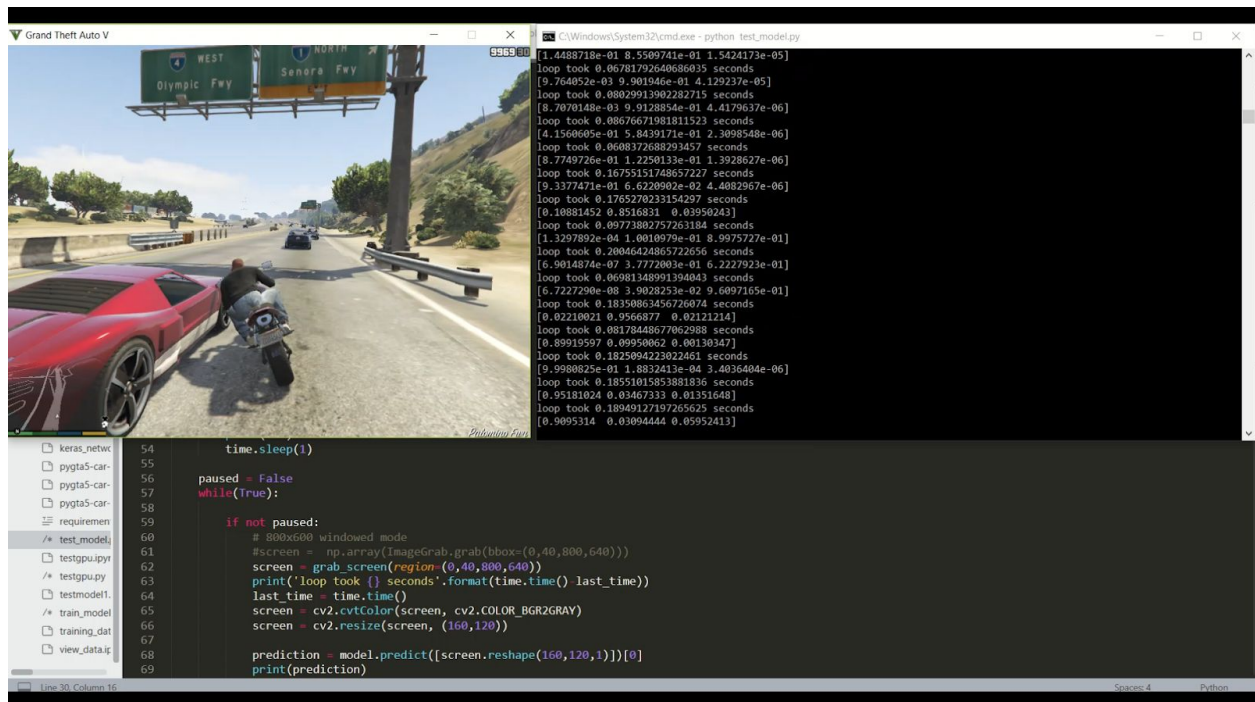 Grand Theft Auto V
9969 30
4 WEST
Olympic Fwy
1 NORTH
Senora Fwy
Palomino Fwy
C:\Windows\System32\cmd.exe - python test_model.py
[1.4488718e-01 8.5509741e-01 1.5424173e-05]
loop took 0.06781792640686035 seconds
[9.764052e-03 9.901946e-01 4.129237e-05]
loop took 0.08029913902282715 seconds
[8.7070148e-03 9.9128854e-01 4.4179637e-06]
loop took 0.08676671981811523 seconds
[4.1560605e-01 5.8439171e-01 2.3098548e-06]
loop took 0.0608372688293457 seconds
[8.7749726e-01 1.2250133e-01 1.3928627e-06]
loop took 0.16755151748657227 seconds
[9.3377471e-01 6.6220902e-02 4.4082967e-06]
loop took 0.1765270233154297 seconds
[0.10881452 0.8516831  0.03950243]
loop took 0.09773802757263184 seconds
[1.3297892e-04 1.0010979e-01 8.9975727e-01]
loop took 0.20046424865722656 seconds
[6.9014874e-07 3.7772003e-01 6.2227923e-01]
loop took 0.06981348991394043 seconds
[6.7227290e-08 3.9028253e-02 9.6097165e-01]
loop took 0.18350863456726074 seconds
[0.02210021 0.9566877  0.02121214]
loop took 0.08178448677062988 seconds
[0.89919597 0.09950062 0.00130347]
loop took 0.1825094223022461 seconds
[9.9980825e-01 1.8832413e-04 3.4036404e-06]
loop took 0.18551015853881836 seconds
[0.95181024 0.03467333 0.01351648]
loop took 0.18949127197265625 seconds
[0.9095314  0.03094444 0.05952413]
keras_netwo
pygta5-car-
pygta5-car-
pygta5-car-
requiremen
test_model.
testgpu.ipyn
testgpu.py
testmodel1.
train_model
training_dat
view_data.ip
54 time.sleep(1)
55
56 paused = False
57 while(True):
58
59 if not paused:
60 # 800x600 windowed mode
61 #screen =  np.array(ImageGrab.grab(bbox=(0,40,800,640)))
62 screen = grab_screen(region=(0,40,800,640))
63 print('loop took {} seconds'.format(time.time()-last_time))
64 last_time = time.time()
65 screen = cv2.cvtColor(screen, cv2.COLOR_BGR2GRAY)
66 screen = cv2.resize(screen, (160,120))
67
68 prediction = model.predict([screen.reshape(160,120,1)])[0]
69 print(prediction)
Line 30, Column 16
Spaces: 4
Python